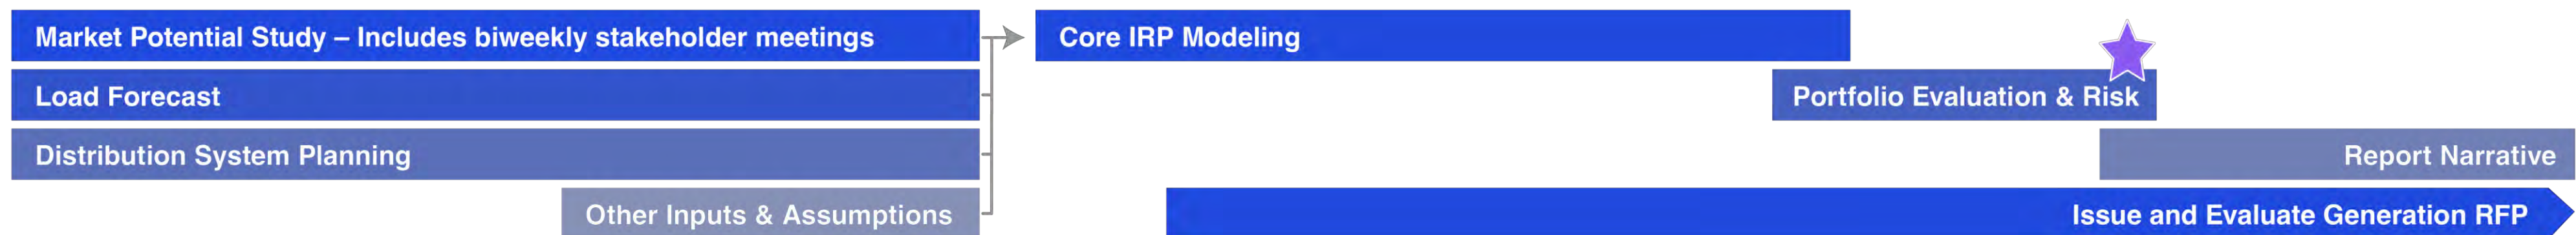 Market Potential Study – Includes biweekly stakeholder meetings
Core IRP Modeling
Load Forecast
Portfolio Evaluation & Risk
Distribution System Planning
Report Narrative
Other Inputs & Assumptions
Issue and Evaluate Generation RFP